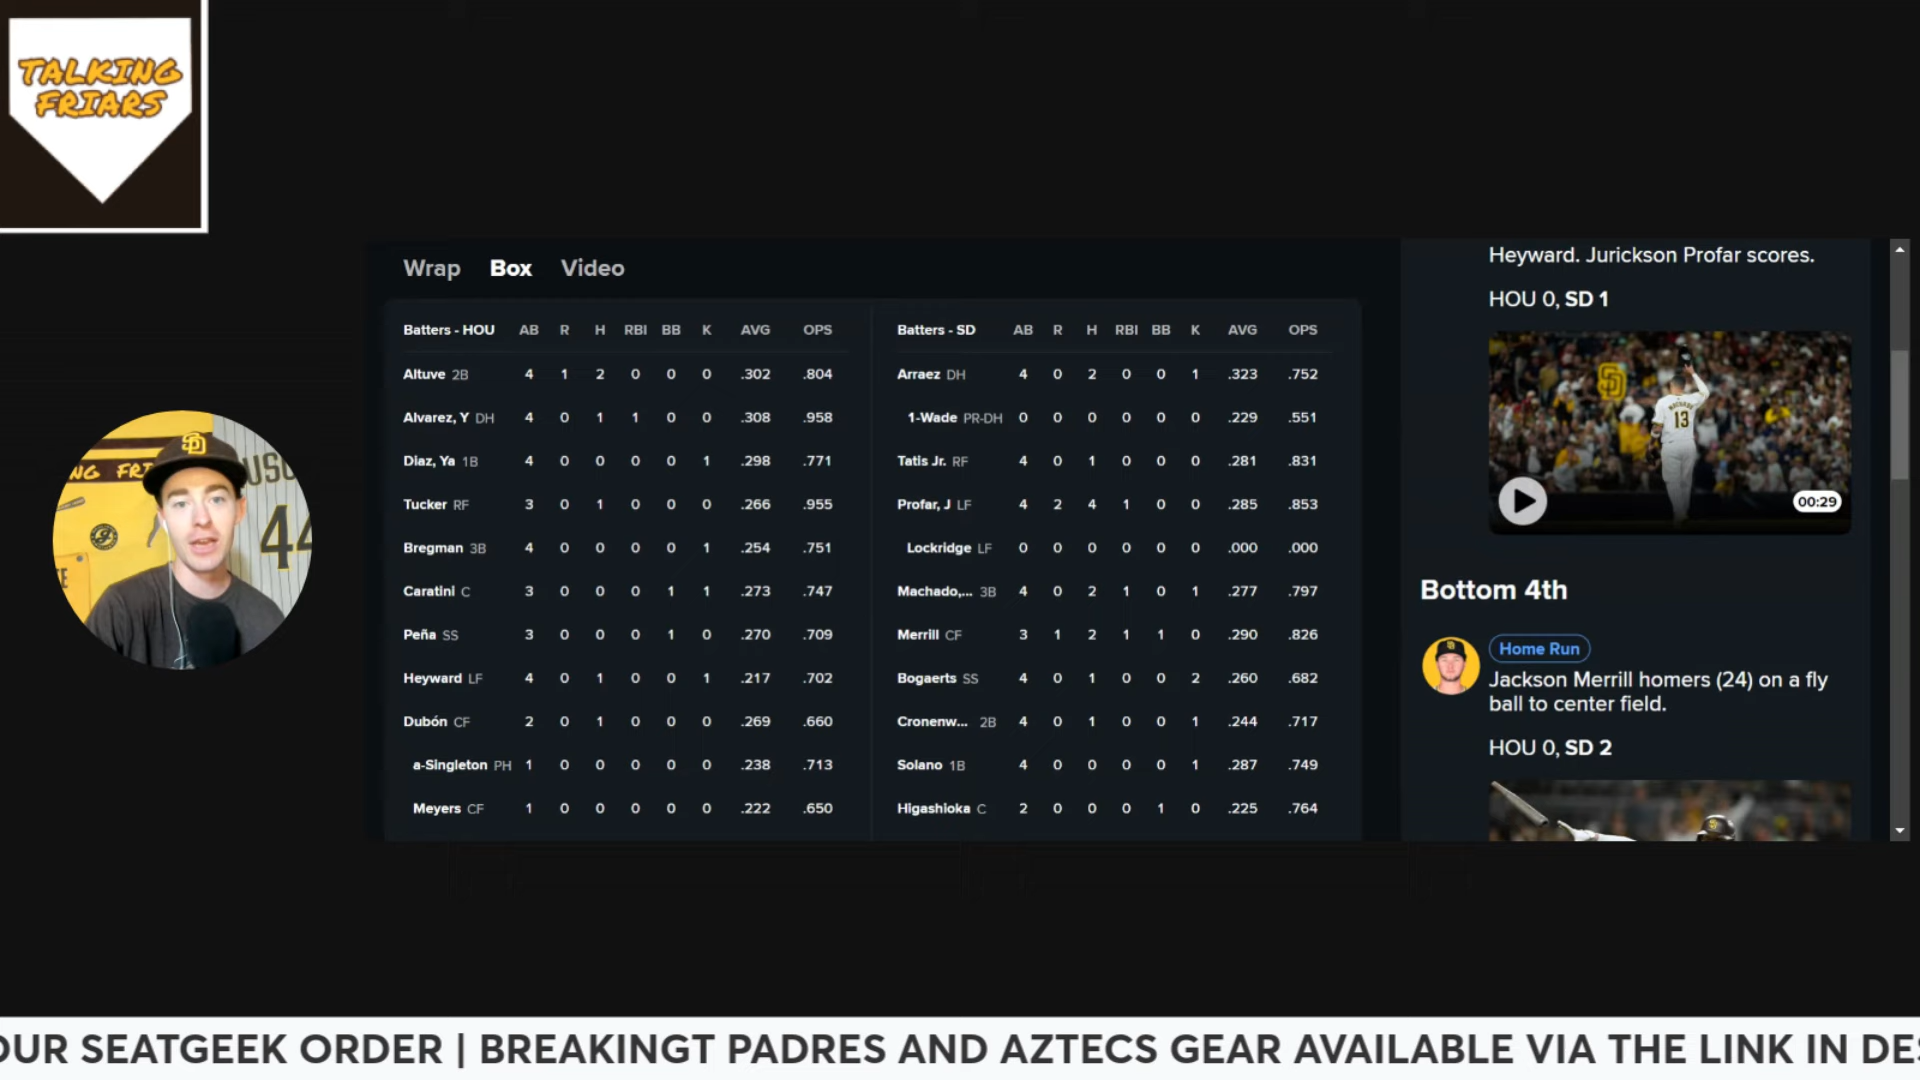 TALKING
FRIARS
Wrap Box Video
Batters - HOU AB R H RBI BB K AVG OPS
Altuve 2B 4 1 2 0 0 0 .302 .804
Alvarez, Y DH 4 0 1 1 0 0 .308 .958
Diaz, Ya 1B 4 0 0 0 0 1 .298 .771
Tucker RF 3 0 1 0 0 0 .266 .955
Bregman 3B 4 0 0 0 0 1 .254 .751
Caratini C 3 0 0 0 1 1 .273 .747
Peña SS 3 0 0 0 1 0 .270 .709
Heyward LF 4 0 1 0 0 1 .217 .702
Dubón CF 2 0 1 0 0 0 .269 .660
a-Singleton PH 1 0 0 0 0 0 .238 .713
Meyers CF 1 0 0 0 0 0 .222 .650
Batters - SD AB R H RBI BB K AVG OPS
Arraez DH 4 0 2 0 0 1 .323 .752
1-Wade PR-DH 0 0 0 0 0 0 .229 .551
Tatis Jr. RF 4 0 1 0 0 0 .281 .831
Profar, J LF 4 2 4 1 0 0 .285 .853
Lockridge LF 0 0 0 0 0 0 .000 .000
Machado,... 3B 4 0 2 1 0 1 .277 .797
Merrill CF 3 1 2 1 1 0 .290 .826
Bogaerts SS 4 0 1 0 0 2 .260 .682
Cronenw... 2B 4 0 1 0 0 1 .244 .717
Solano 1B 4 0 0 0 0 1 .287 .749
Higashioka C 2 0 0 0 1 0 .225 .764
Heyward. Jurickson Profar scores.
HOU 0, SD 1
MACHADO
13
00:29
Bottom 4th
Home Run
Jackson Merrill homers (24) on a fly
ball to center field.
HOU 0, SD 2
NG FRI
44
OUR SEATGEEK ORDER | BREAKINGT PADRES AND AZTECS GEAR AVAILABLE VIA THE LINK IN DES